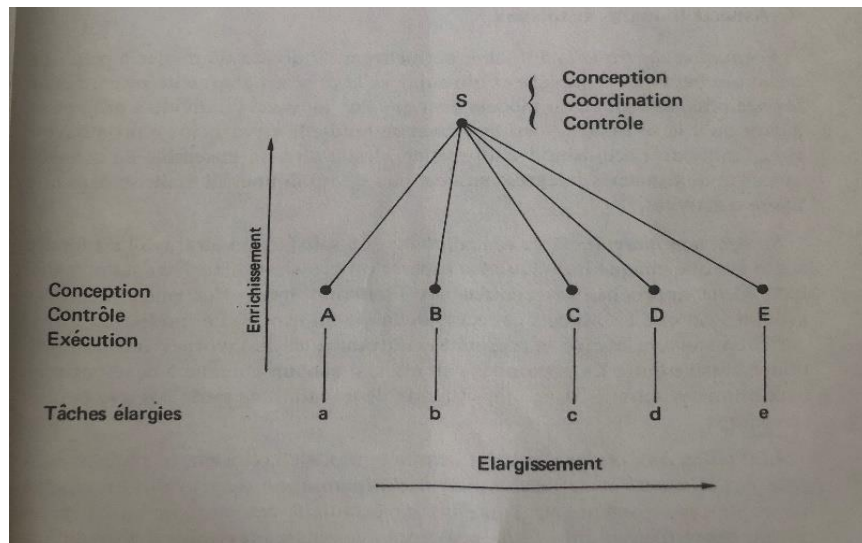 S
Conception
Coordination
Contrôle
Enrichissement
Conception
Contrôle
Exécution
A B C D E
Tâches élargies a b c d e
Elargissement